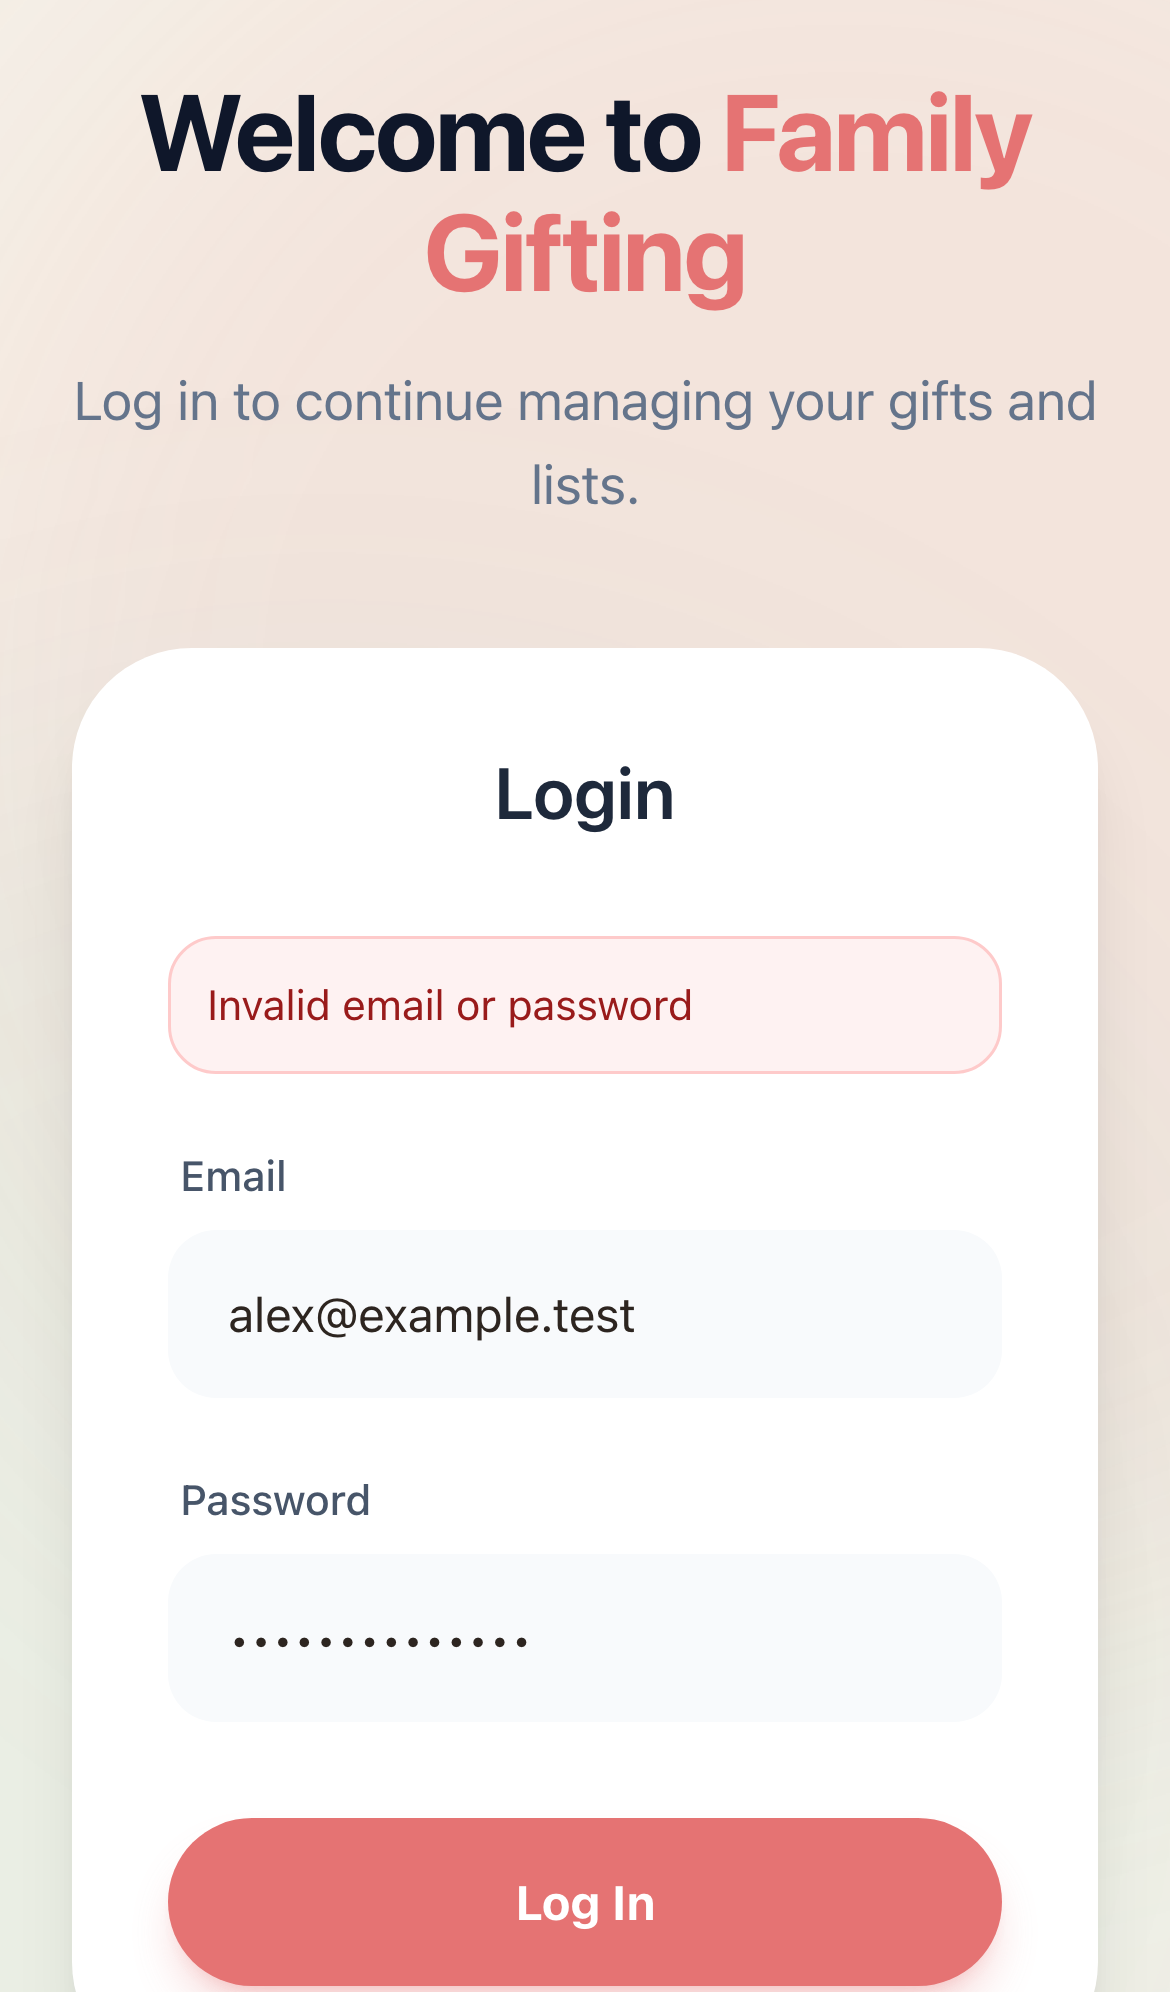 Welcome to Family
Gifting
Log in to continue managing your gifts and
lists.
Login
Invalid email or password
Email
alex@example.test
Password
••••••••••••••
Log In